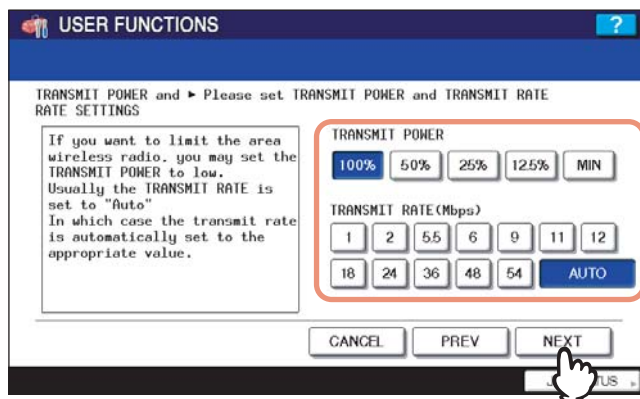 USER FUNCTIONS
?
TRANSMIT POWER and ► Please set TRANSMIT POWER and TRANSMIT RATE
RATE SETTINGS
If you want to limit the area
wireless radio, you may set the
TRANSMIT POWER to low.
Usually the TRANSMIT RATE is
set to "Auto"
In which case the transmit rate
is automatically set to the
appropriate value.
TRANSMIT POWER
100% 50% 25% 12.5% MIN
TRANSMIT RATE(Mbps)
1 2 5.5 6 9 11 12
18 24 36 48 54 AUTO
CANCEL PREV NEXT